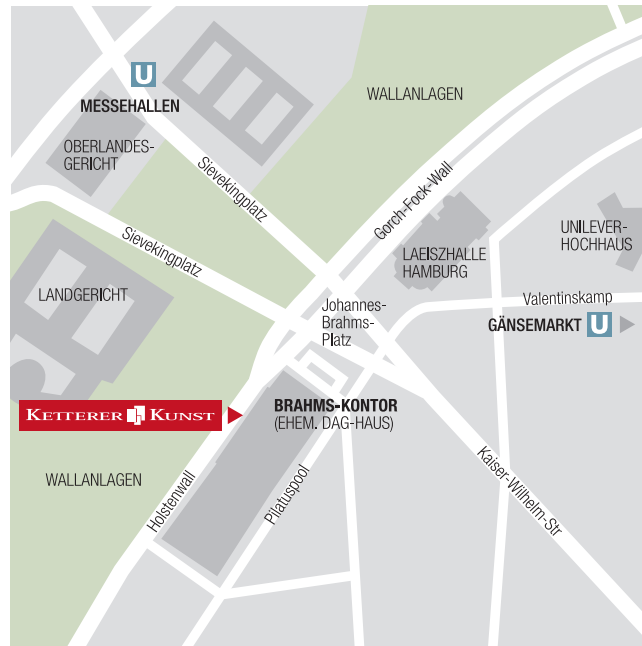 U
MESSEHALLEN
WALLANLAGEN
OBERLANDES-
GERICHT
Sievekingplatz
Gorch-Fock-Wall
Sievekingplatz
UNILEVER-
HOCHHAUS
LAEISZHALLE
HAMBURG
LANDGERICHT
Johannes-
Brahms-
Platz
Valentinskamp
GÄNSEMARKT U
KETTERER KUNST
BRAHMS-KONTOR
(EHEM. DAG-HAUS)
WALLANLAGEN
Holstenwall
Pilatuspool
Kaiser-Wilhelm-Str